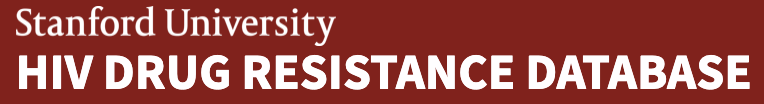 Stanford University
HIV DRUG RESISTANCE DATABASE